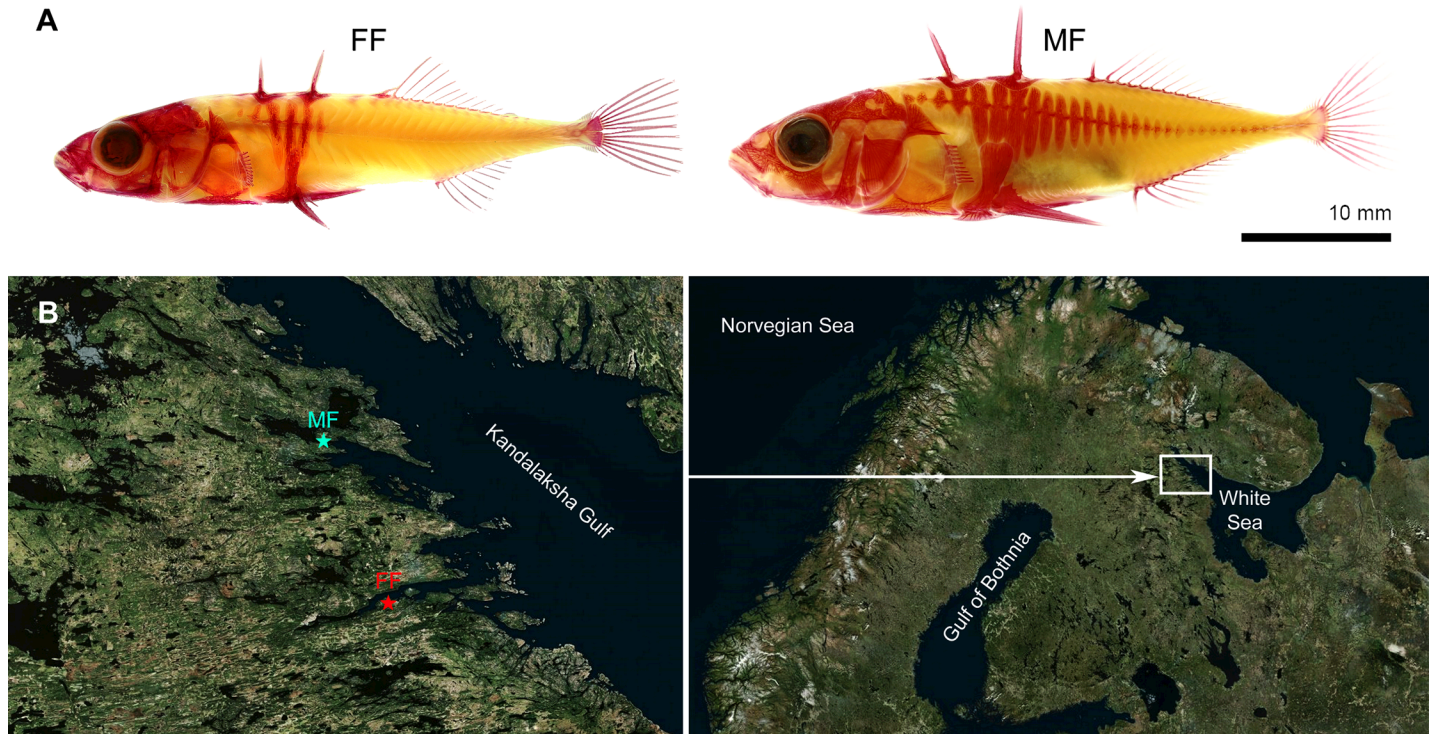 A
FF
MF
10 mm
B
MF
Kandalaksha Gulf
FF
Norvegian Sea
White
Sea
Gulf of Bothnia